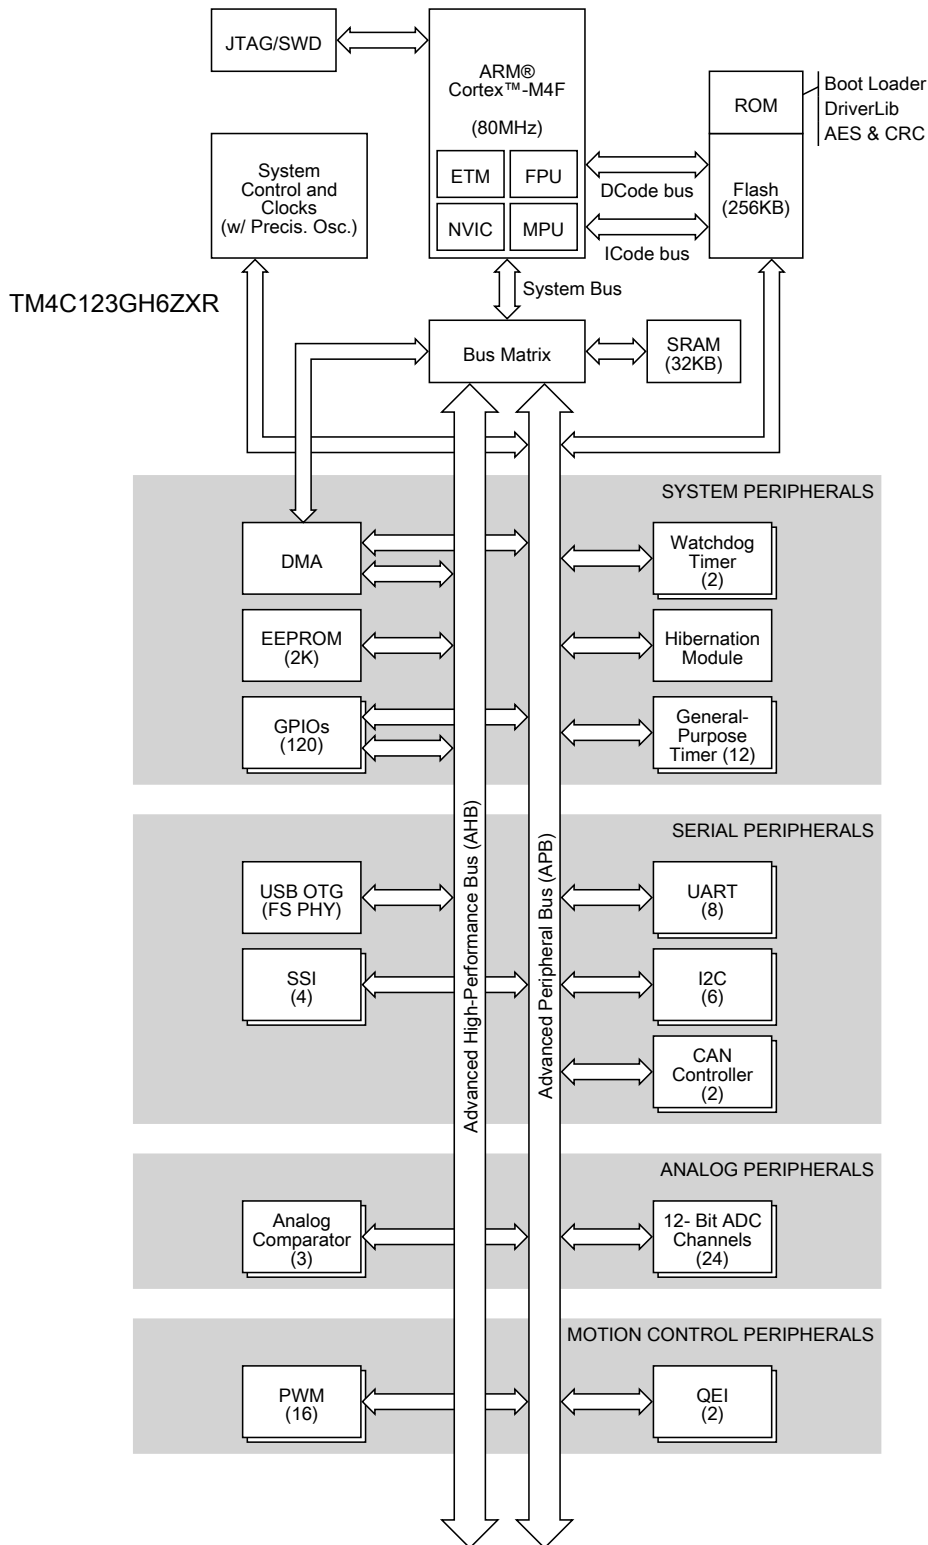 JTAG/SWD
ARM®
Cortex™-M4F
(80MHz)
ETM
FPU
NVIC
MPU
ROM
Boot Loader
DriverLib
AES & CRC
Flash
(256KB)
DCode bus
ICode bus
System
Control and
Clocks
(w/ Precis. Osc.)
TM4C123GH6ZXR
System Bus
Bus Matrix
SRAM
(32KB)
SYSTEM PERIPHERALS
DMA
Watchdog
Timer
(2)
EEPROM
(2K)
Hibernation
Module
GPIOs
(120)
General-
Purpose
Timer (12)
Advanced High-Performance Bus (AHB)
Advanced Peripheral Bus (APB)
SERIAL PERIPHERALS
USB OTG
(FS PHY)
UART
(8)
SSI
(4)
I2C
(6)
CAN
Controller
(2)
ANALOG PERIPHERALS
Analog
Comparator
(3)
12- Bit ADC
Channels
(24)
MOTION CONTROL PERIPHERALS
PWM
(16)
QEI
(2)